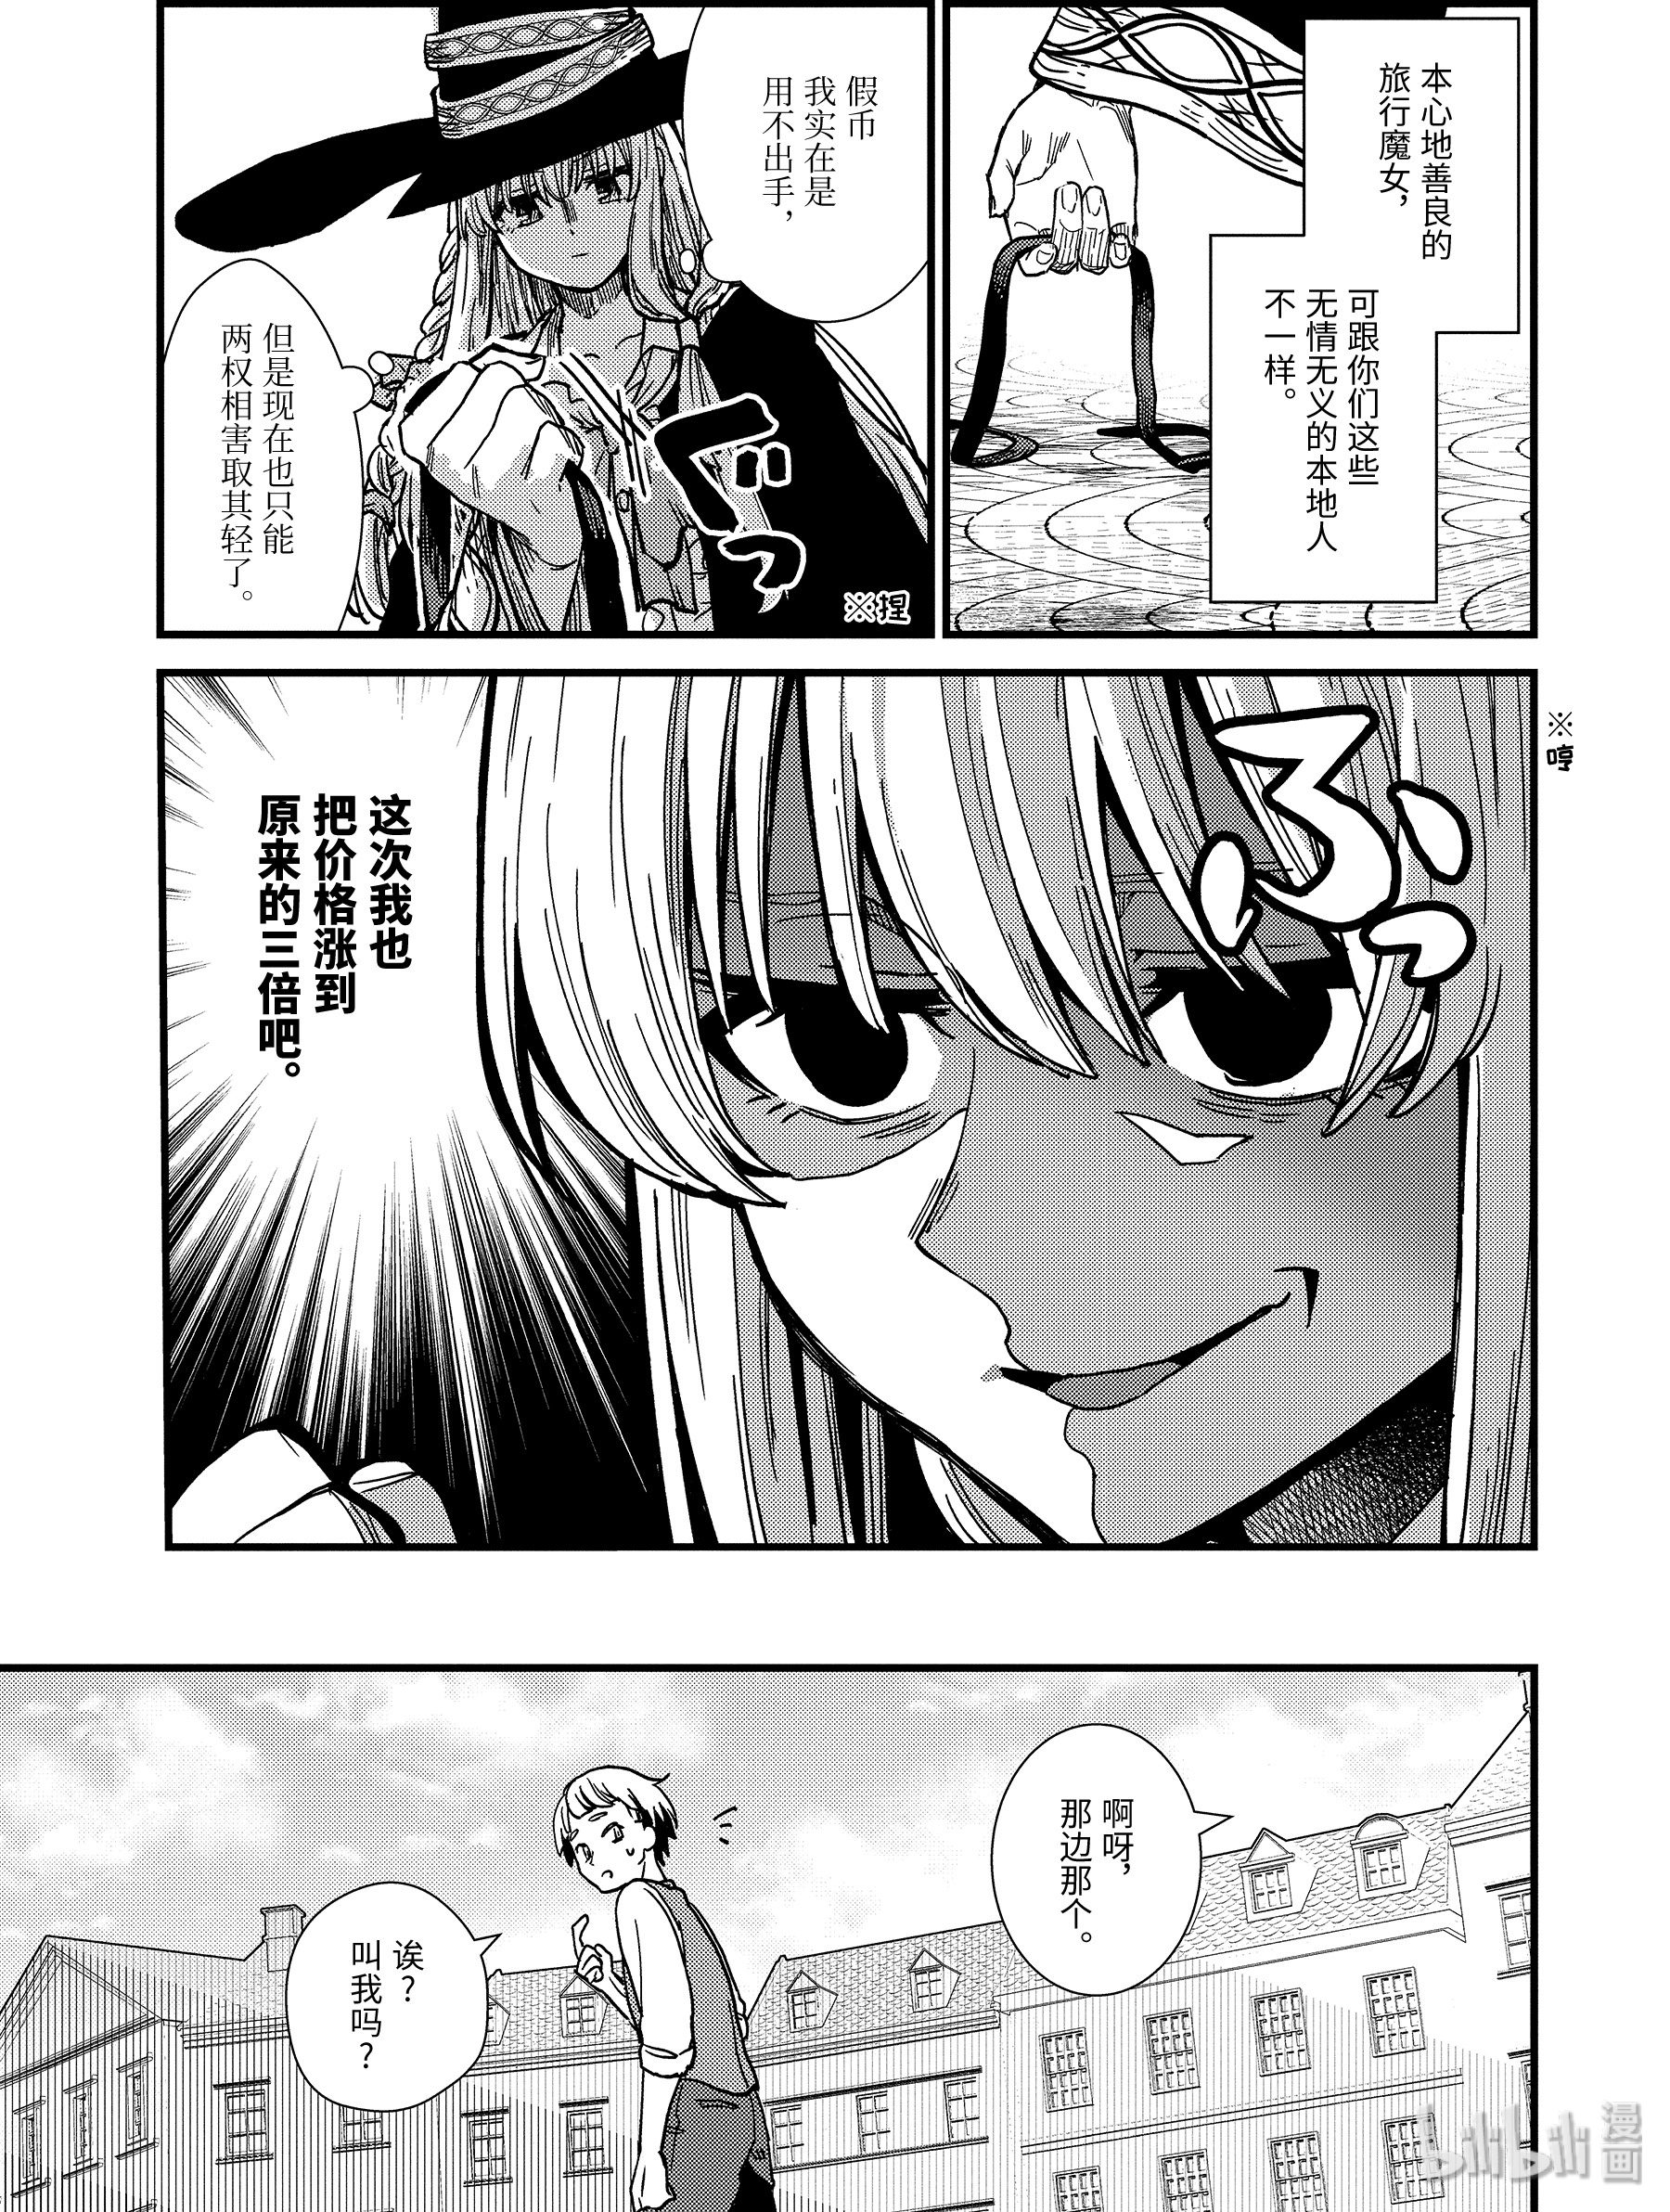 本心地善良的
旅行魔女，
可跟你们这些
无情无义的本地人
不一样。
假币
我实在是
用不出手，
但是现在也只能
两权相害取其轻了。
ぐっ
※捏
ふっ
※哼
这次我也
把价格涨到
原来的三倍吧。
啊呀，
那边那个。
诶？
叫我吗？
bilibili
漫画